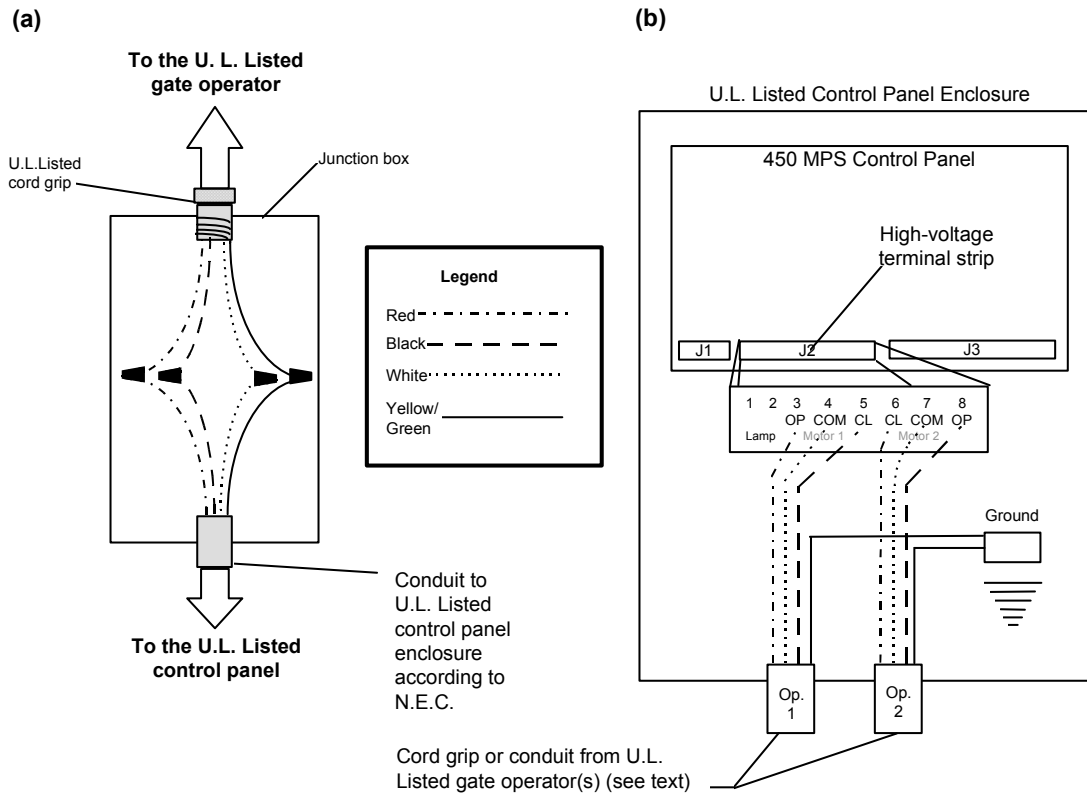 (a)
To the U. L. Listed
gate operator
U.L.Listed
cord grip
Junction box
Legend
Red
Black
White
Yellow/
Green
Conduit to
U.L. Listed
control panel
enclosure
according to
N.E.C.
To the U.L. Listed
control panel
(b)
U.L. Listed Control Panel Enclosure
450 MPS Control Panel
High-voltage
terminal strip
J1 J2 J3
1 2 3 4 5 6 7 8
OP COM CL CL COM OP
Lamp Motor 1 Motor 2
Ground
Op.
1
Op.
2
Cord grip or conduit from U.L.
Listed gate operator(s) (see text)